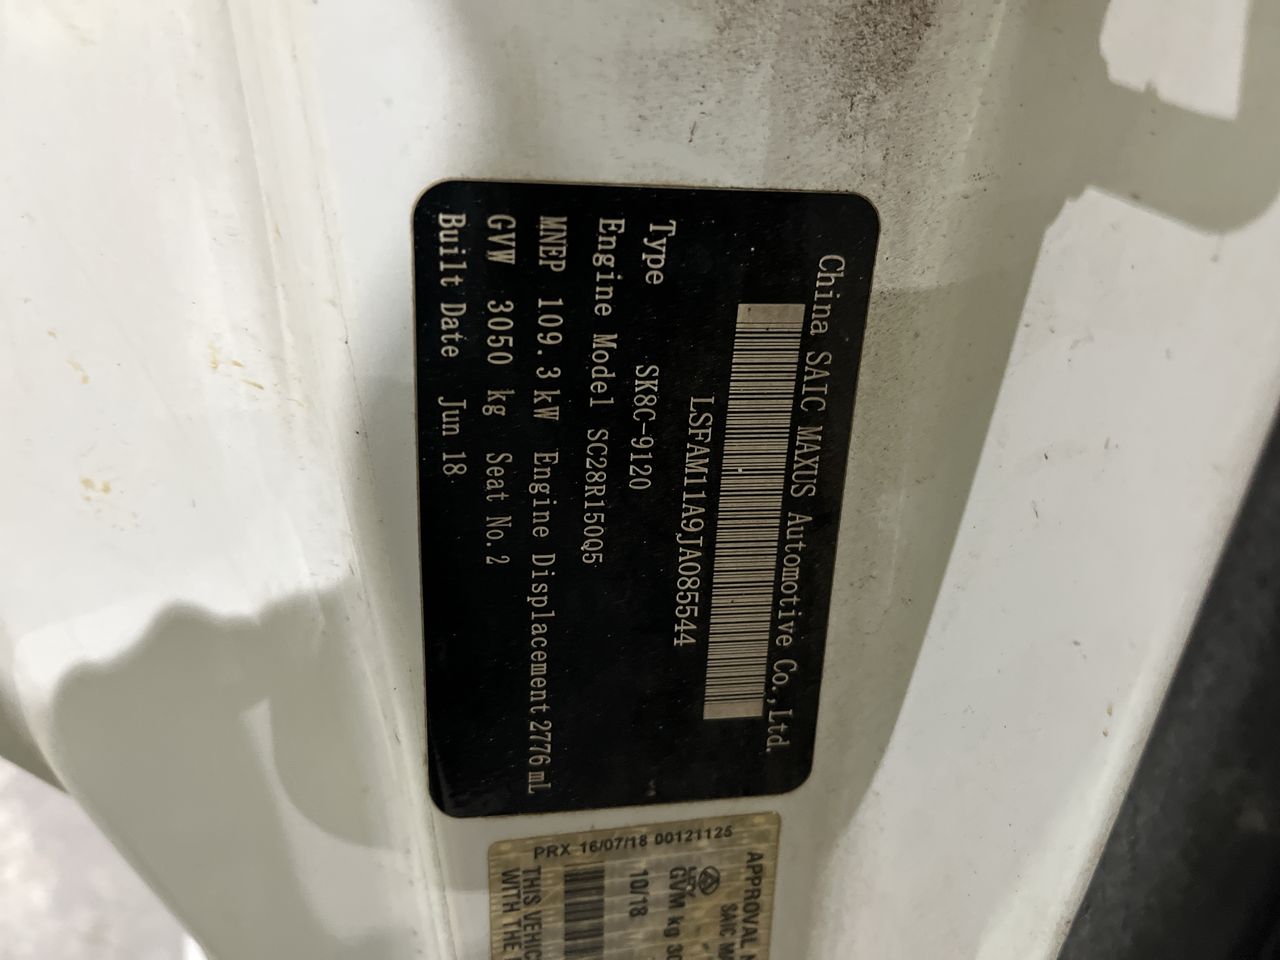 China SAIC MAXUS Automotive Co.,Ltd.
LSFAM11A9JA085544
Type SK8C-9120
Engine Model SC28R150Q5
MNEP 109.3kW Engine Displacement 2776mL
GVW 3050 kg Seat No.2
Built Date Jun 18
APPROVAL
SAIC
GVM kg
10/18
PRX 16/07/18 00121125
THIS
WITH THE